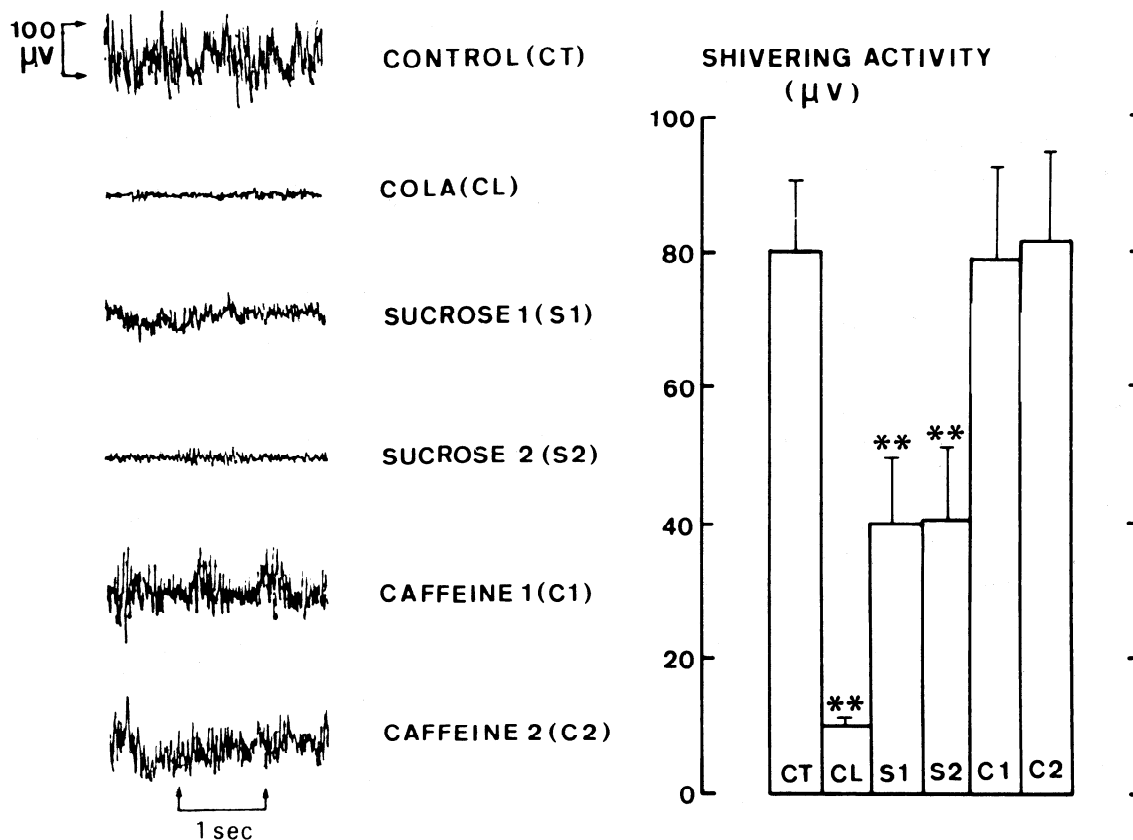 100
μV
CONTROL (CT)
COLA (CL)
SUCROSE 1 (S1)
SUCROSE 2 (S2)
CAFFEINE 1 (C1)
CAFFEINE 2 (C2)
1 sec
SHIVERING ACTIVITY
(μV)
100
80
60
40
20
0
**
**
**
CT CL S1 S2 C1 C2